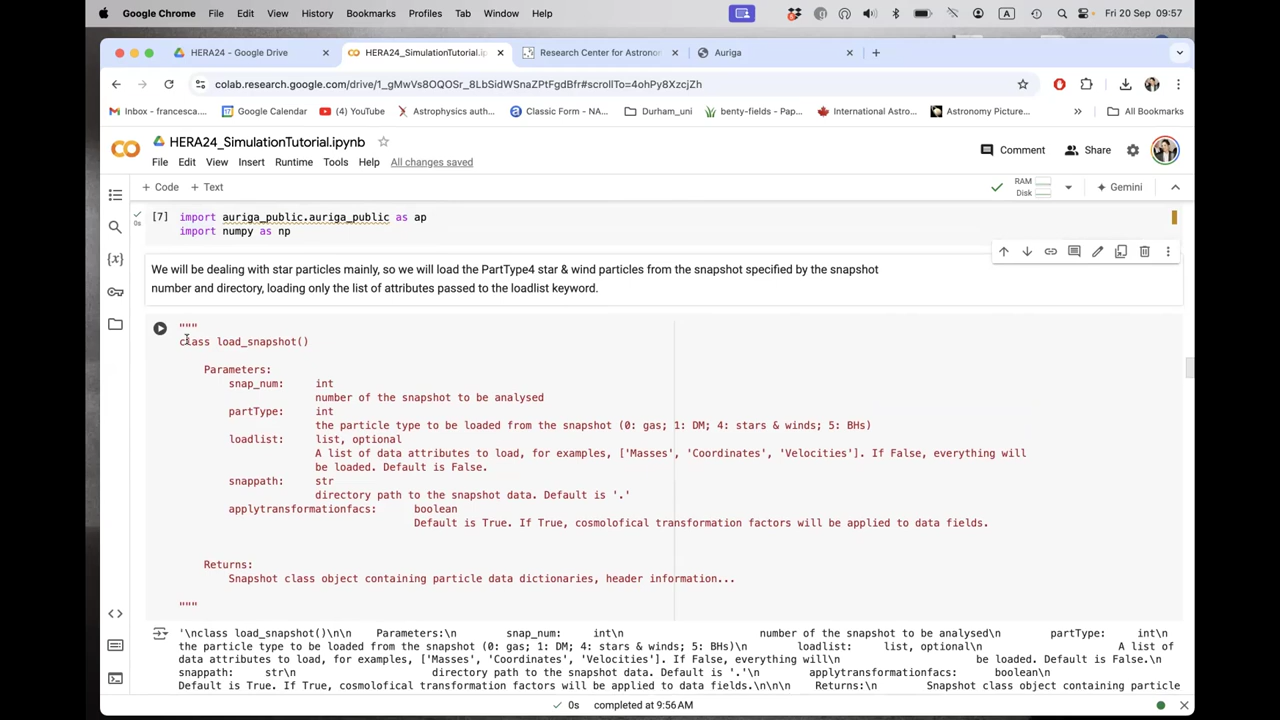 Google Chrome File Edit View History Bookmarks Profiles Tab Window Help A Fri 20 Sep 09:57
HERA24 - Google Drive HERA24_SimulationTutorial.ip Research Center for Astronon Auriga
colab.research.google.com/drive/1_gMwVs8OQOSr_8LbSidWSnaZPtFgdBfr#scrollTo=4ohPy8XzcjZh
Inbox - francesca.... Google Calendar (4) YouTube Astrophysics auth... Classic Form - NA... Durham_uni benty-fields - Pap... International Astro... Astronomy Picture... » All Bookmarks
HERA24_SimulationTutorial.ipynb
File Edit View Insert Runtime Tools Help All changes saved
Comment Share
+ Code + Text
RAM
Disk
Gemini
[7] import auriga_public.auriga_public as ap
0s
import numpy as np
We will be dealing with star particles mainly, so we will load the PartType4 star & wind particles from the snapshot specified by the snapshot
number and directory, loading only the list of attributes passed to the loadlist keyword.
"""
class load_snapshot()
Parameters:
snap_num: int
number of the snapshot to be analysed
partType: int
the particle type to be loaded from the snapshot (0: gas; 1: DM; 4: stars & winds; 5: BHs)
loadlist: list, optional
A list of data attributes to load, for examples, ['Masses', 'Coordinates', 'Velocities']. If False, everything will
be loaded. Default is False.
snappath: str
directory path to the snapshot data. Default is '.'
applytransformationfacs: boolean
Default is True. If True, cosmolofical transformation factors will be applied to data fields.
Returns:
Snapshot class object containing particle data dictionaries, header information...
"""
'\nclass load_snapshot()\n\n Parameters:\n snap_num: int\n number of the snapshot to be analysed\n partType: int\n
the particle type to be loaded from the snapshot (0: gas; 1: DM; 4: stars & winds; 5: BHs)\n loadlist: list, optional\n A list of
data attributes to load, for examples, ['Masses', 'Coordinates', 'Velocities']. If False, everything will\n be loaded. Default is False.\n
snappath: str\n directory path to the snapshot data. Default is '.'\n applytransformationfacs: boolean\n
Default is True. If True, cosmolofical transformation factors will be applied to data fields.\n\n\n Returns:\n Snapshot class object containing particle
0s completed at 9:56 AM